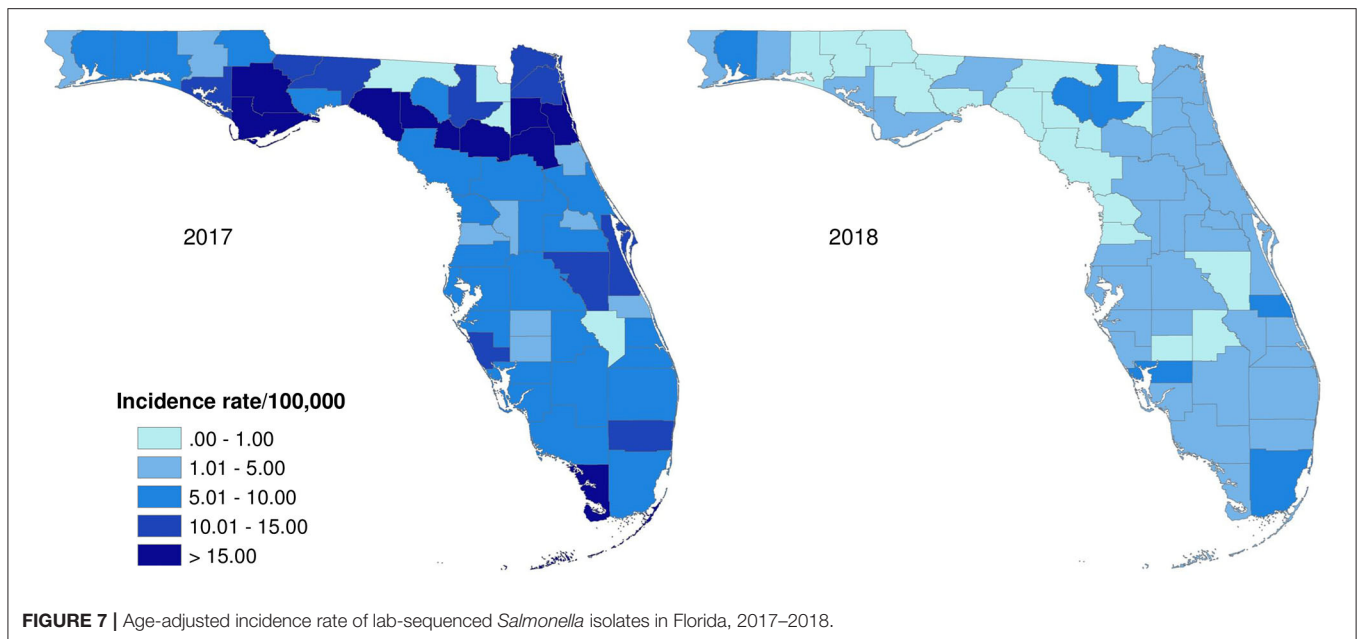 2017
2018
Incidence rate/100,000
.00 - 1.00
1.01 - 5.00
5.01 - 10.00
10.01 - 15.00
> 15.00
FIGURE 7 | Age-adjusted incidence rate of lab-sequenced Salmonella isolates in Florida, 2017–2018.